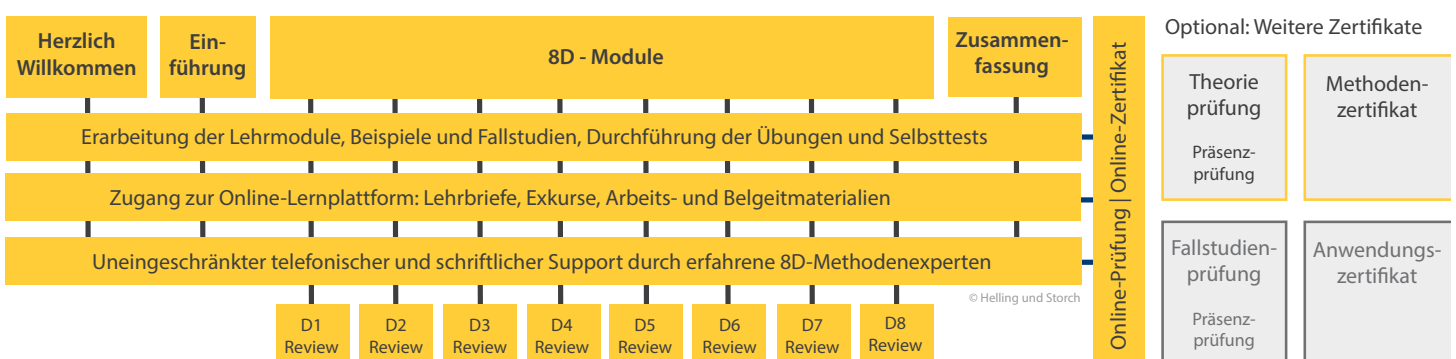 Herzlich
Willkommen
Ein-
führung
8D - Module
Zusammen-
fassung
Erarbeitung der Lehrmodule, Beispiele und Fallstudien, Durchführung der Übungen und Selbsttests
Zugang zur Online-Lernplattform: Lehrbriefe, Exkurse, Arbeits- und Belgeitmaterialien
Uneingeschränkter telefonischer und schriftlicher Support durch erfahrene 8D-Methodenexperten
© Helling und Storch
D1
Review
D2
Review
D3
Review
D4
Review
D5
Review
D6
Review
D7
Review
D8
Review
Online-Prüfung | Online-Zertifikat
Optional: Weitere Zertifikate
Theorie
prüfung
Präsenz-
prüfung
Methoden-
zertifikat
Fallstudien-
prüfung
Präsenz-
prüfung
Anwendungs-
zertifikat